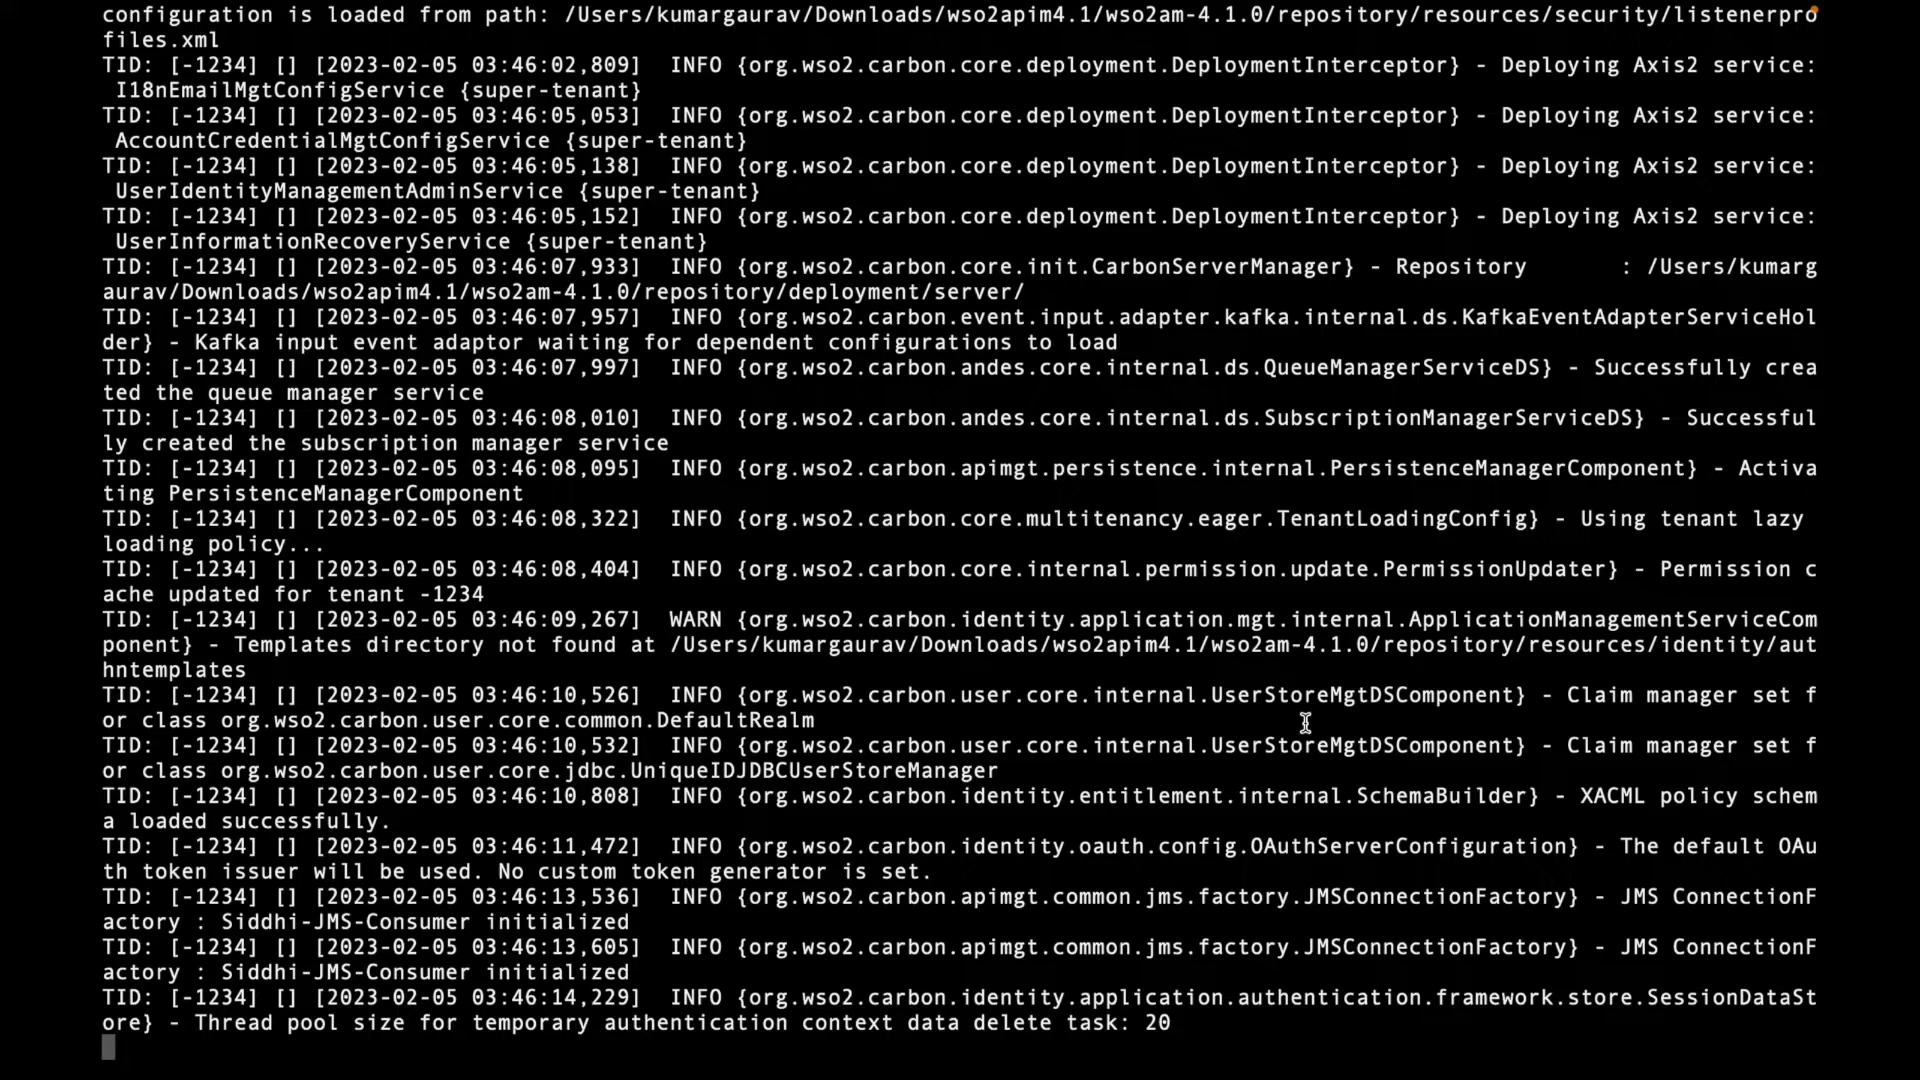 configuration is loaded from path: /Users/kumargaurav/Downloads/wso2apim4.1/wso2am-4.1.0/repository/resources/security/listenerpro
files.xml
TID: [-1234] [] [2023-02-05 03:46:02,809]  INFO {org.wso2.carbon.core.deployment.DeploymentInterceptor} - Deploying Axis2 service:
 I18nEmailMgtConfigService {super-tenant}
TID: [-1234] [] [2023-02-05 03:46:05,053]  INFO {org.wso2.carbon.core.deployment.DeploymentInterceptor} - Deploying Axis2 service:
 AccountCredentialMgtConfigService {super-tenant}
TID: [-1234] [] [2023-02-05 03:46:05,138]  INFO {org.wso2.carbon.core.deployment.DeploymentInterceptor} - Deploying Axis2 service:
 UserIdentityManagementAdminService {super-tenant}
TID: [-1234] [] [2023-02-05 03:46:05,152]  INFO {org.wso2.carbon.core.deployment.DeploymentInterceptor} - Deploying Axis2 service:
 UserInformationRecoveryService {super-tenant}
TID: [-1234] [] [2023-02-05 03:46:07,933]  INFO {org.wso2.carbon.core.init.CarbonServerManager} - Repository       : /Users/kumarg
aurav/Downloads/wso2apim4.1/wso2am-4.1.0/repository/deployment/server/
TID: [-1234] [] [2023-02-05 03:46:07,957]  INFO {org.wso2.carbon.event.input.adapter.kafka.internal.ds.KafkaEventAdapterServiceHol
der} - Kafka input event adaptor waiting for dependent configurations to load
TID: [-1234] [] [2023-02-05 03:46:07,997]  INFO {org.wso2.carbon.andes.core.internal.ds.QueueManagerServiceDS} - Successfully crea
ted the queue manager service
TID: [-1234] [] [2023-02-05 03:46:08,010]  INFO {org.wso2.carbon.andes.core.internal.ds.SubscriptionManagerServiceDS} - Successful
ly created the subscription manager service
TID: [-1234] [] [2023-02-05 03:46:08,095]  INFO {org.wso2.carbon.apimgt.persistence.internal.PersistenceManagerComponent} - Activa
ting PersistenceManagerComponent
TID: [-1234] [] [2023-02-05 03:46:08,322]  INFO {org.wso2.carbon.core.multitenancy.eager.TenantLoadingConfig} - Using tenant lazy
loading policy...
TID: [-1234] [] [2023-02-05 03:46:08,404]  INFO {org.wso2.carbon.core.internal.permission.update.PermissionUpdater} - Permission c
ache updated for tenant -1234
TID: [-1234] [] [2023-02-05 03:46:09,267]  WARN {org.wso2.carbon.identity.application.mgt.internal.ApplicationManagementServiceCom
ponent} - Templates directory not found at /Users/kumargaurav/Downloads/wso2apim4.1/wso2am-4.1.0/repository/resources/identity/aut
hntemplates
TID: [-1234] [] [2023-02-05 03:46:10,526]  INFO {org.wso2.carbon.user.core.internal.UserStoreMgtDSComponent} - Claim manager set f
or class org.wso2.carbon.user.core.common.DefaultRealm
TID: [-1234] [] [2023-02-05 03:46:10,532]  INFO {org.wso2.carbon.user.core.internal.UserStoreMgtDSComponent} - Claim manager set f
or class org.wso2.carbon.user.core.jdbc.UniqueIDJDBCUserStoreManager
TID: [-1234] [] [2023-02-05 03:46:10,808]  INFO {org.wso2.carbon.identity.entitlement.internal.SchemaBuilder} - XACML policy schem
a loaded successfully.
TID: [-1234] [] [2023-02-05 03:46:11,472]  INFO {org.wso2.carbon.identity.oauth.config.OAuthServerConfiguration} - The default OAu
th token issuer will be used. No custom token generator is set.
TID: [-1234] [] [2023-02-05 03:46:13,536]  INFO {org.wso2.carbon.apimgt.common.jms.factory.JMSConnectionFactory} - JMS ConnectionF
actory : Siddhi-JMS-Consumer initialized
TID: [-1234] [] [2023-02-05 03:46:13,605]  INFO {org.wso2.carbon.apimgt.common.jms.factory.JMSConnectionFactory} - JMS ConnectionF
actory : Siddhi-JMS-Consumer initialized
TID: [-1234] [] [2023-02-05 03:46:14,229]  INFO {org.wso2.carbon.identity.application.authentication.framework.store.SessionDataSt
ore} - Thread pool size for temporary authentication context data delete task: 20